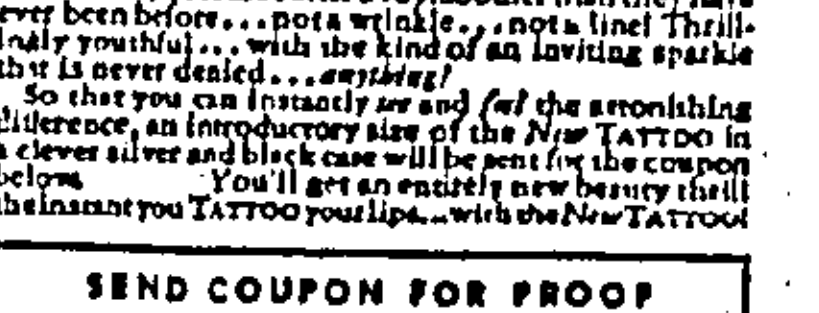 ever been before...not a wrinkle...not a line! Thrill-
ingly youthful...with the kind of an inviting sparkle
that is never denied...anything!
So that you can instantly see and feel the astonishing
difference, an introductory size of the New TATTOO in
a clever silver and black case will be sent for the coupon
below. You'll get an entirely new beauty thrill
the instant you TATTOO your lips...with the New TATTOO!
SEND COUPON FOR PROOF